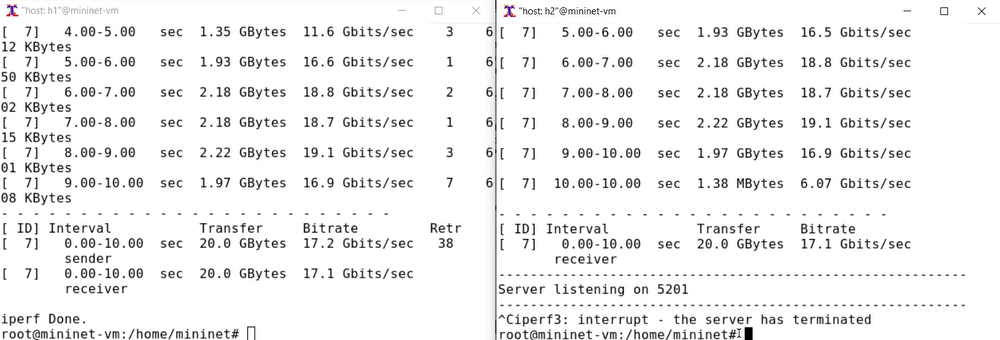 "host: h1"@mininet-vm
[  7]   4.00-5.00   sec  1.35 GBytes  11.6 Gbits/sec    3    6
12 KBytes
[  7]   5.00-6.00   sec  1.93 GBytes  16.6 Gbits/sec    1    6
50 KBytes
[  7]   6.00-7.00   sec  2.18 GBytes  18.8 Gbits/sec    2    6
02 KBytes
[  7]   7.00-8.00   sec  2.18 GBytes  18.7 Gbits/sec    1    6
15 KBytes
[  7]   8.00-9.00   sec  2.22 GBytes  19.1 Gbits/sec    3    6
01 KBytes
[  7]   9.00-10.00  sec  1.97 GBytes  16.9 Gbits/sec    7    6
08 KBytes
- - - - - - - - - - - - - - - - - - - - - - - - -
[ ID] Interval           Transfer     Bitrate         Retr
[  7]   0.00-10.00  sec  20.0 GBytes  17.2 Gbits/sec   38
        sender
[  7]   0.00-10.00  sec  20.0 GBytes  17.1 Gbits/sec
        receiver
iperf Done.
root@mininet-vm:/home/mininet#
"host: h2"@mininet-vm
[  7]   5.00-6.00   sec  1.93 GBytes  16.5 Gbits/sec
[  7]   6.00-7.00   sec  2.18 GBytes  18.8 Gbits/sec
[  7]   7.00-8.00   sec  2.18 GBytes  18.7 Gbits/sec
[  7]   8.00-9.00   sec  2.22 GBytes  19.1 Gbits/sec
[  7]   9.00-10.00  sec  1.97 GBytes  16.9 Gbits/sec
[  7]  10.00-10.00  sec  1.38 MBytes  6.07 Gbits/sec
- - - - - - - - - - - - - - - - - - - - - - - - -
[ ID] Interval           Transfer     Bitrate
[  7]   0.00-10.00  sec  20.0 GBytes  17.1 Gbits/sec
       receiver
-----------------------------------------------------------
Server listening on 5201
-----------------------------------------------------------
^Ciperf3: interrupt - the server has terminated
root@mininet-vm:/home/mininet#